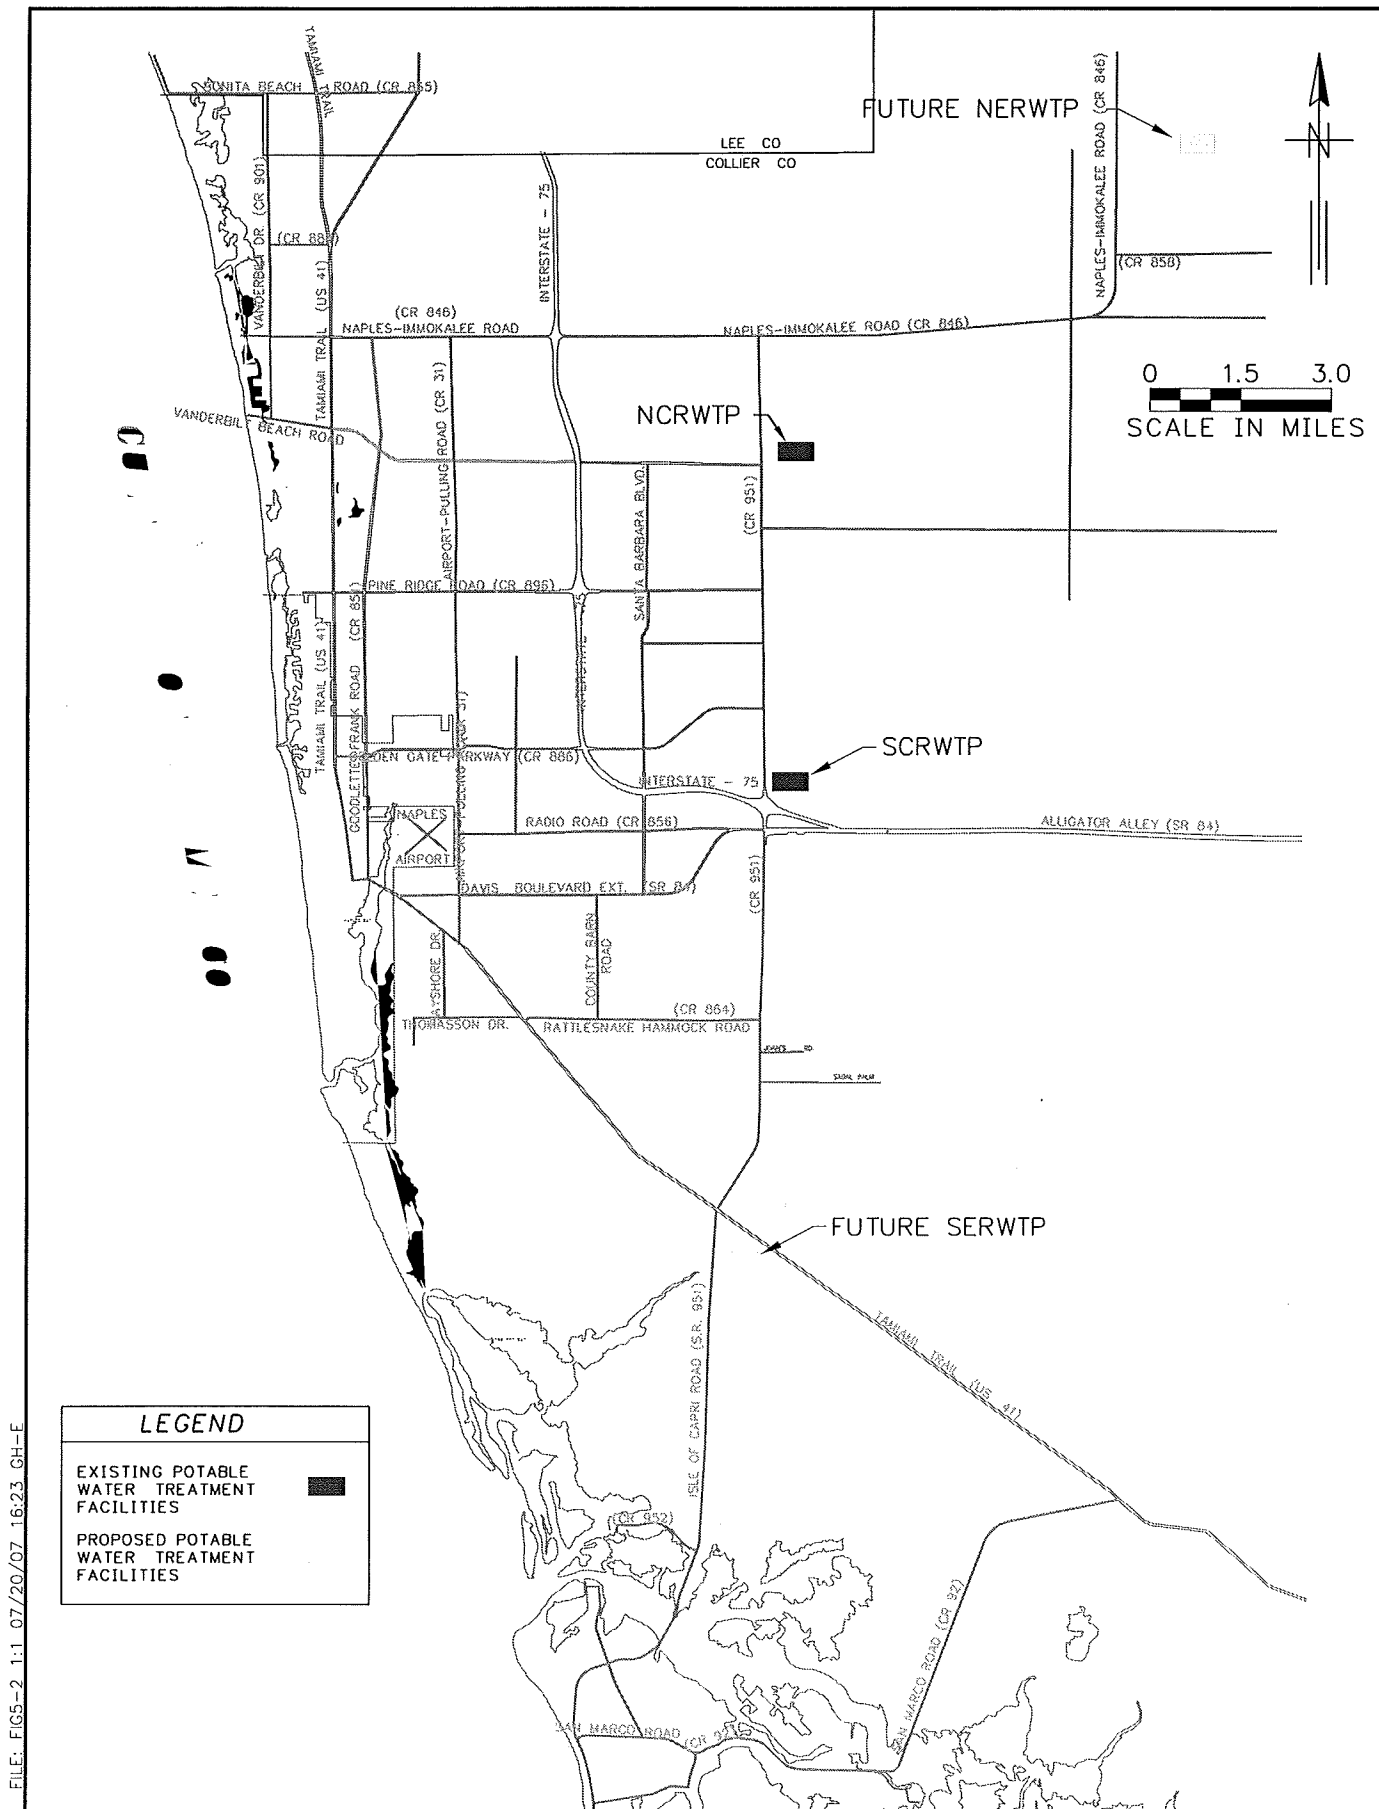 BONITA BEACH ROAD (CR 865)
TAMIAMI TRAIL
FUTURE NERWTP
NAPLES-IMMOKALEE ROAD (CR 846)
N
LEE CO
COLLIER CO
VANDERBILT DR. (CR 901)
INTERSTATE - 75
(CR 858)
TAMIAMI TRAIL (US 41)
(CR 846)
NAPLES-IMMOKALEE ROAD
NAPLES-IMMOKALEE ROAD (CR 846)
0 1.5 3.0
SCALE IN MILES
AIRPORT-PULLING ROAD (CR 31)
NCRWTP
VANDERBILT BEACH ROAD
SANTA BARBARA BLVD.
(CR 951)
PINE RIDGE ROAD (CR 896)
TAMIAMI TRAIL (US 41)
GOODLETTE-FRANK ROAD (CR 851)
SCRWTP
GOLDEN GATE PARKWAY (CR 886)
INTERSTATE - 75
NAPLES
AIRPORT
RADIO ROAD (CR 856)
ALLIGATOR ALLEY (SR 84)
DAVIS BOULEVARD EXT. (SR 84)
(CR 951)
BAYSHORE DR.
COUNTY BARN
ROAD
(CR 864)
THOMASSON DR.
RATTLESNAKE HAMMOCK ROAD
SABAL PALM
FUTURE SERWTP
ISLE OF CAPRI ROAD (S.R. 951)
TAMIAMI TRAIL (US 41)
LEGEND
EXISTING POTABLE
WATER TREATMENT
FACILITIES
PROPOSED POTABLE
WATER TREATMENT
FACILITIES
(CR 952)
SAN MARCO ROAD (CR 92)
SAN MARCO ROAD (CR 92)
FILE: FIG5-2 1:1 07/20/07 16:23 GH-E